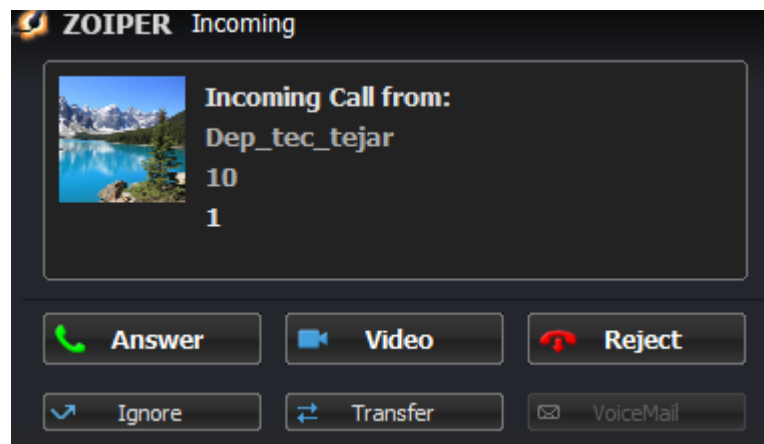 ZOIPER Incoming
Incoming Call from:
Dep_tec_tejar
10
1
Answer Video Reject
Ignore Transfer VoiceMail